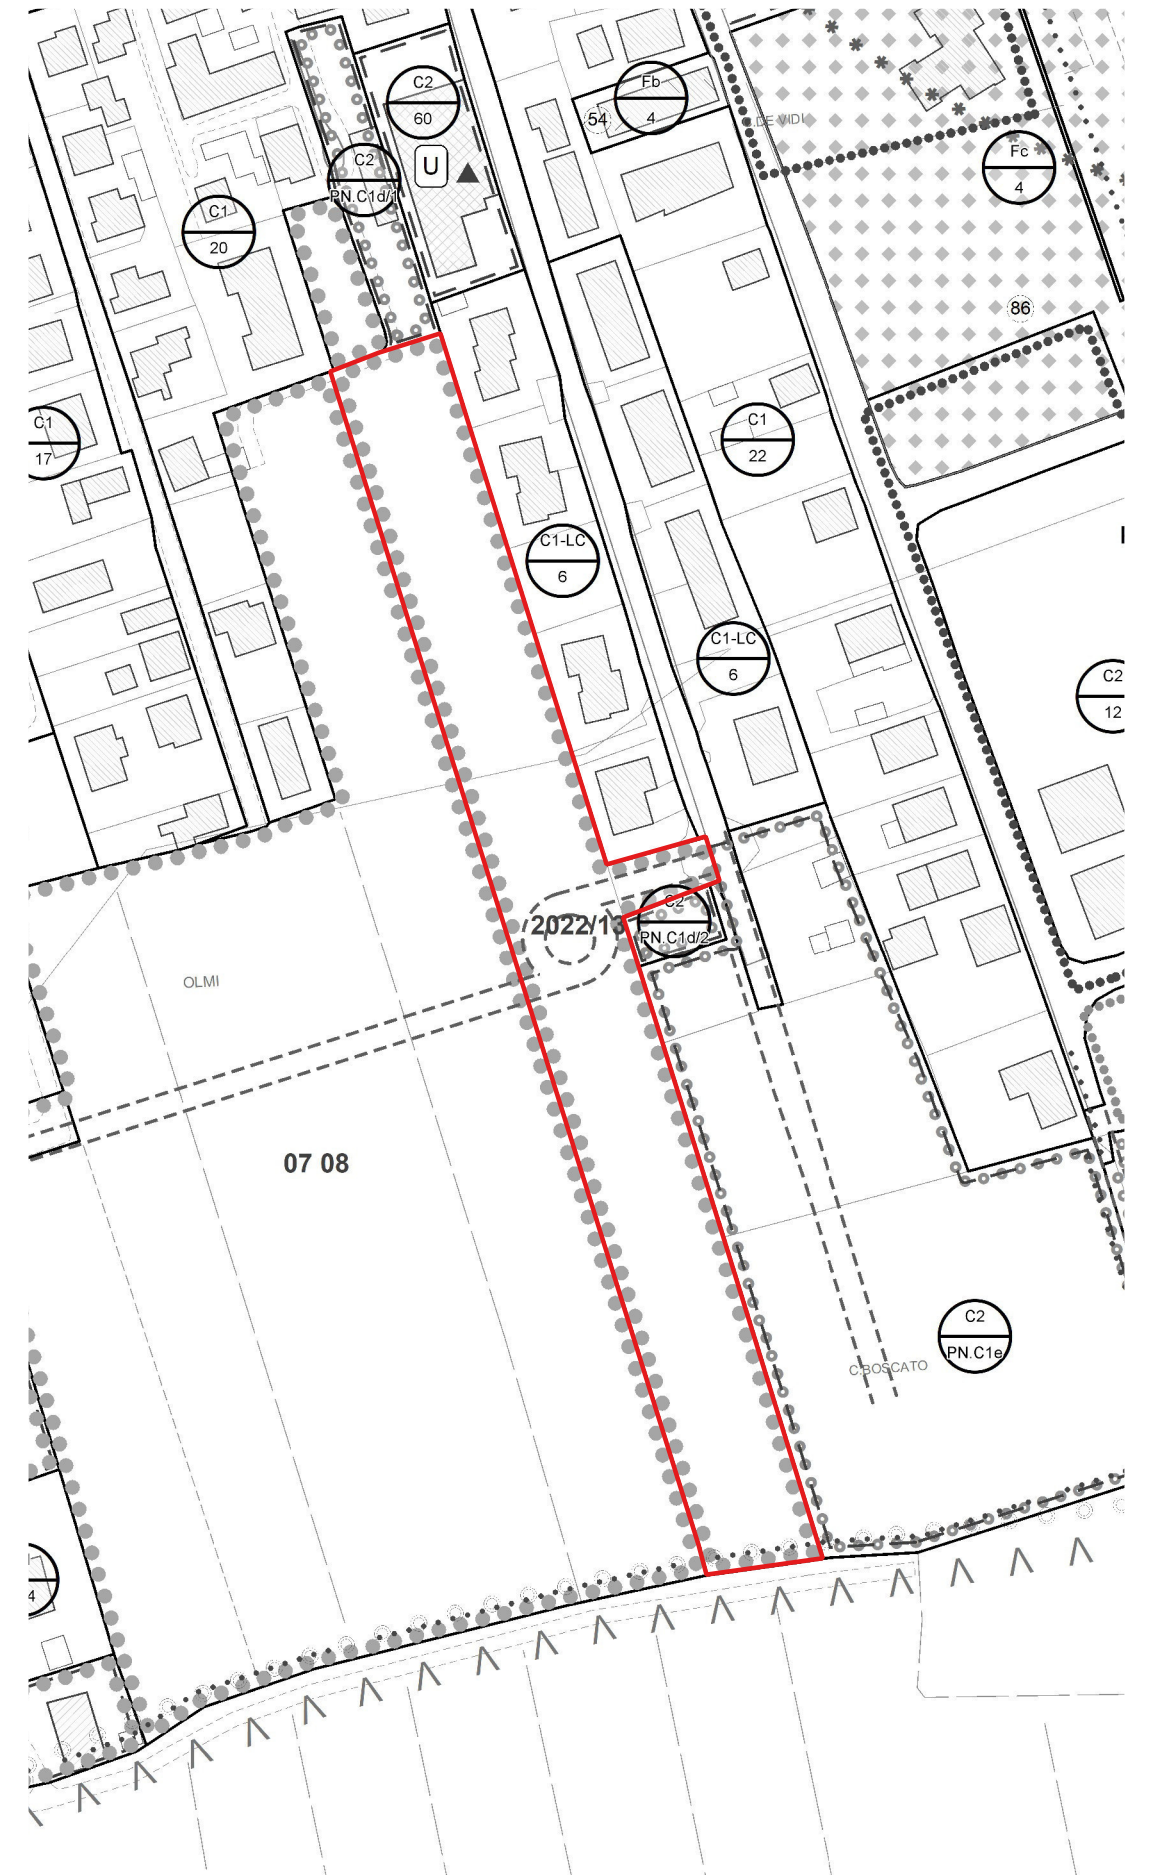 C2
60
Fb
4
54
DE VIDI
Fc
4
C2
PN.C1d/1
U
C1
20
86
C1
17
C1
22
C1-LC
6
C1-LC
6
C2
12
C2
PN.C1d/2
2022/13
OLMI
07 08
C2
PN.C1e
C.BOSCATO
4